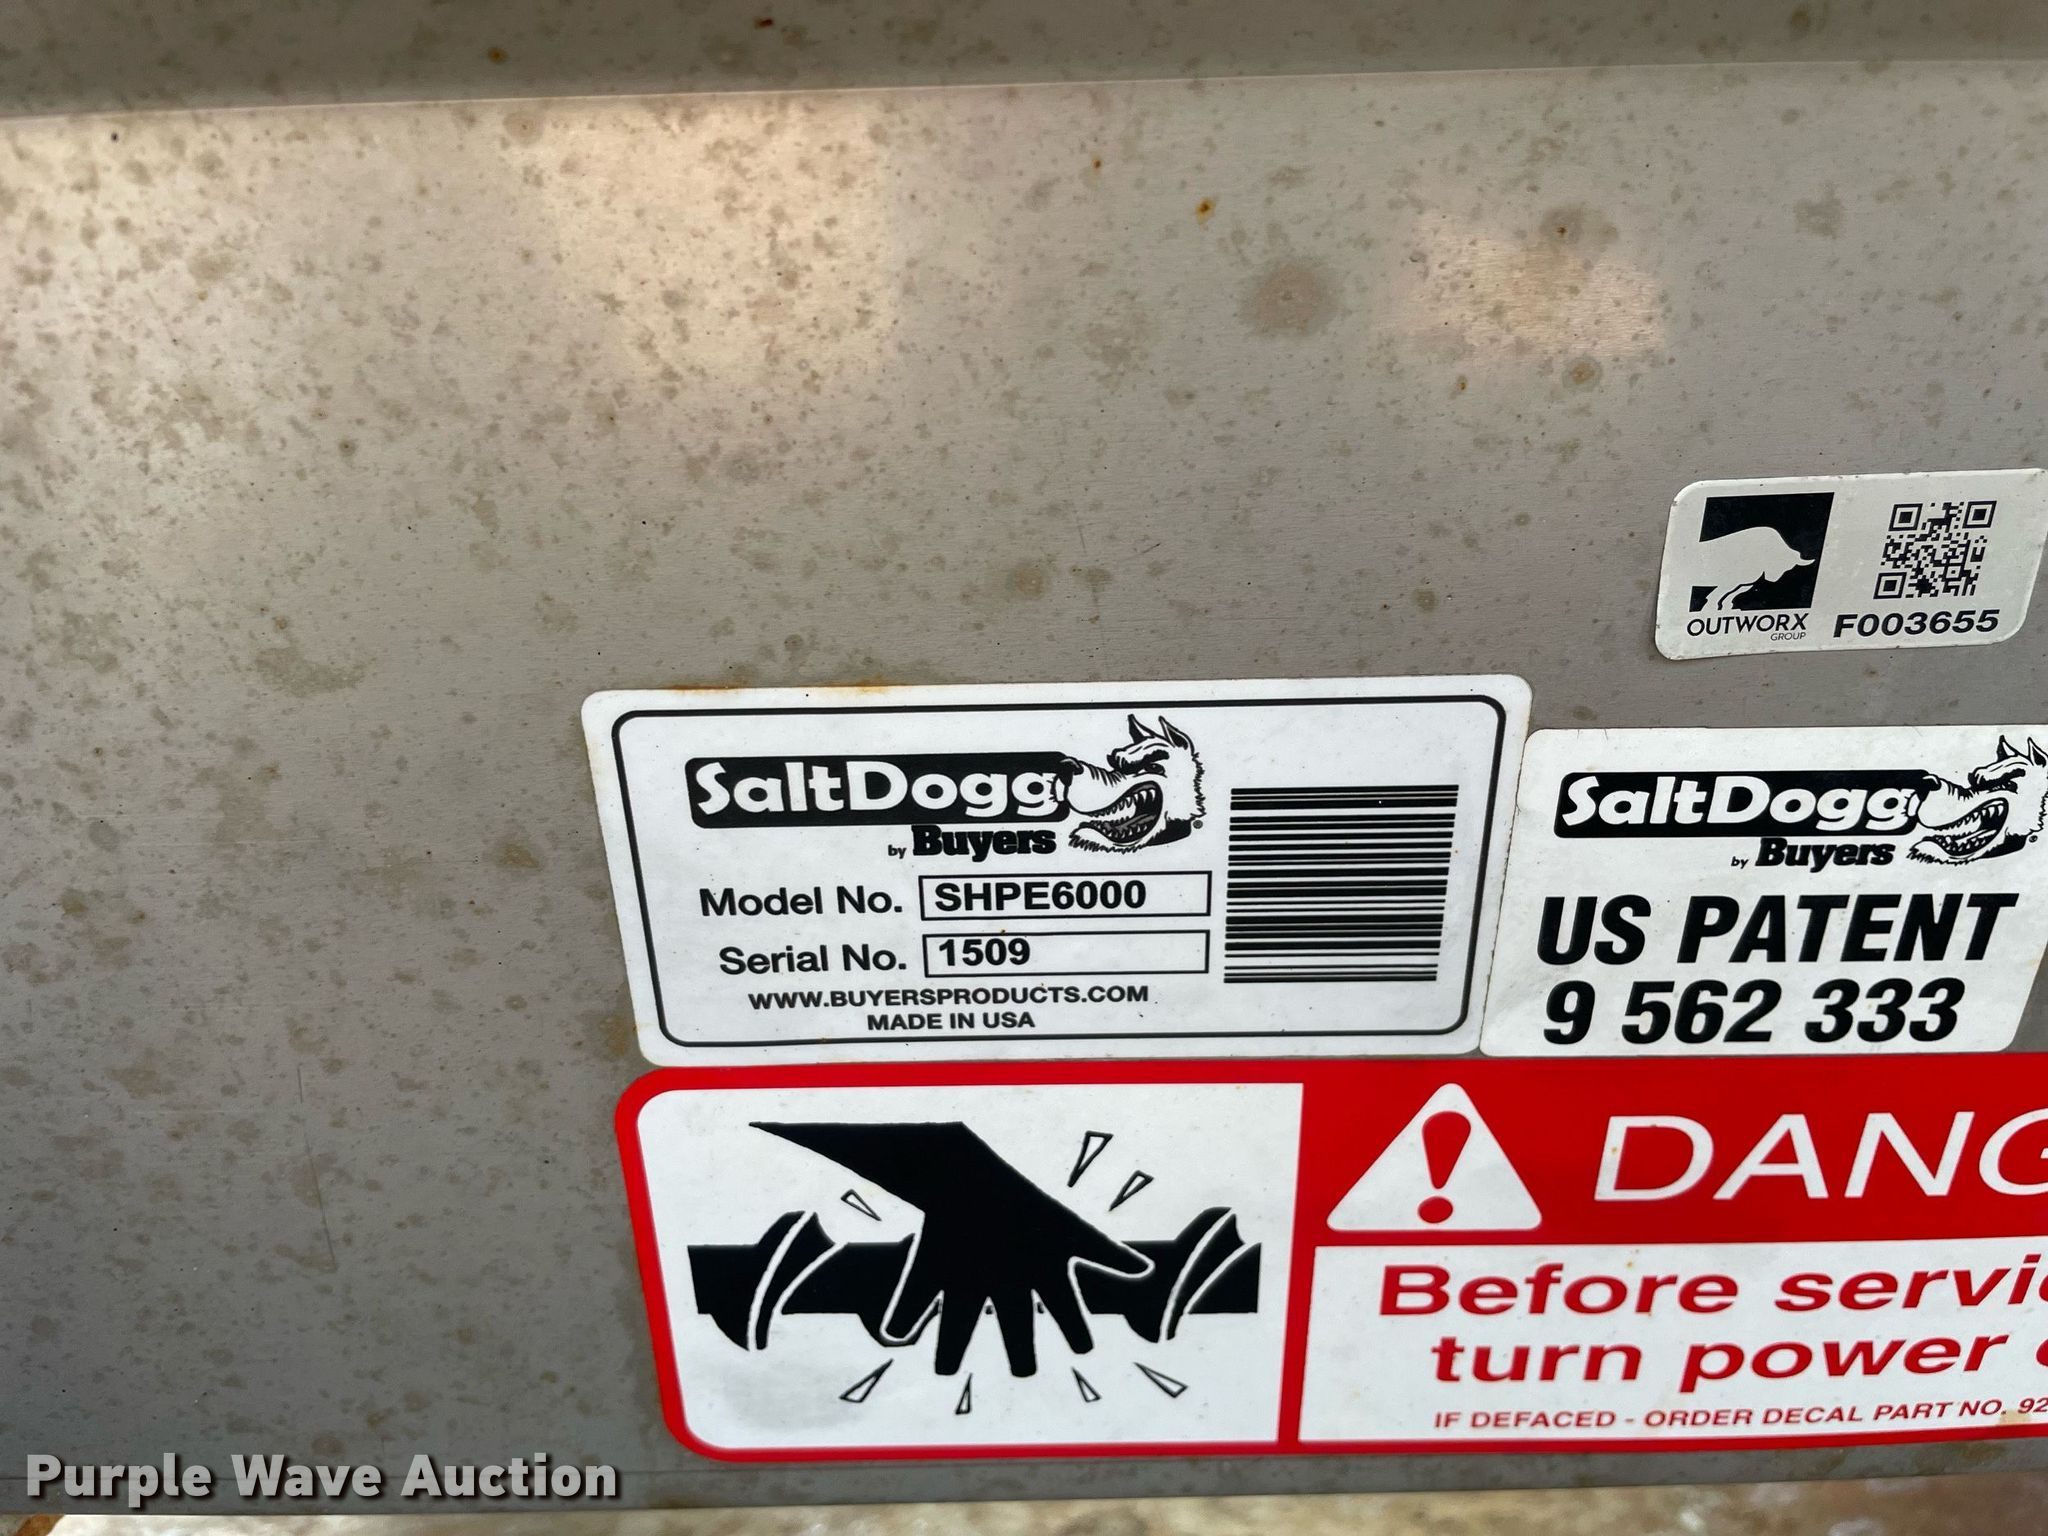 OUTWORX
GROUP
F003655
SaltDogg
by Buyers
Model No. SHPE6000
Serial No. 1509
WWW.BUYERSPRODUCTS.COM
MADE IN USA
SaltDogg
by Buyers
US PATENT
9 562 333
DANG
Before servi
turn power
IF DEFACED - ORDER DECAL PART NO. 92
Purple Wave Auction